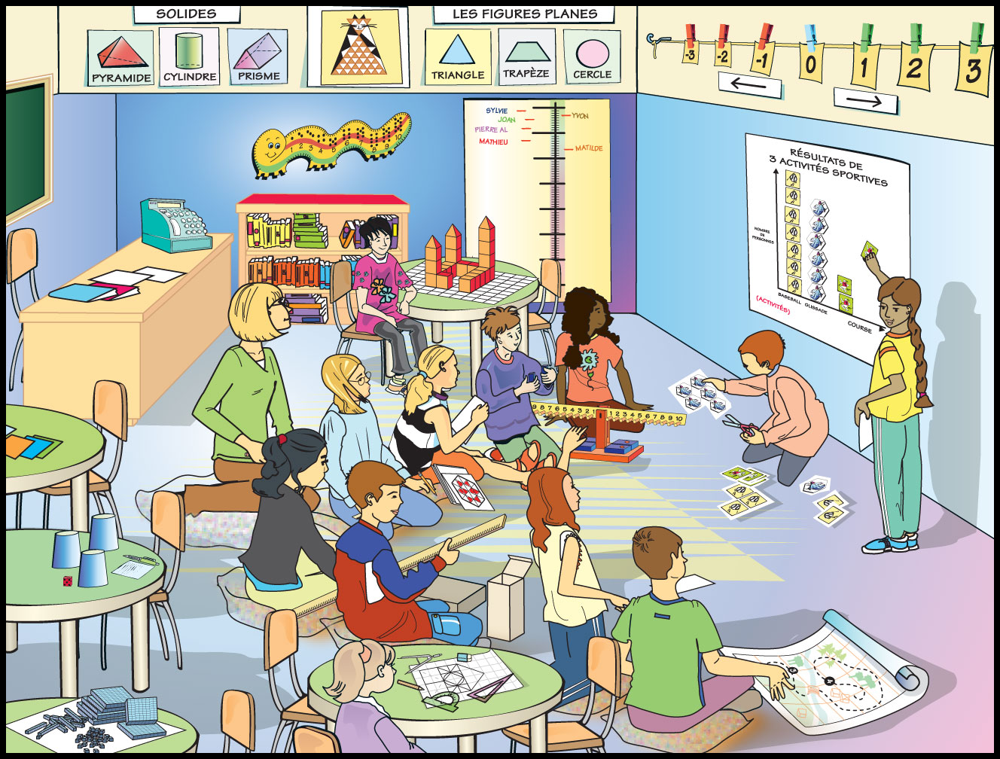 SOLIDES
PYRAMIDE
CYLINDRE
PRISME
LES FIGURES PLANES
TRIANGLE
TRAPÈZE
CERCLE
-3 -2 -1 0 1 2 3
SYLVIE
JOAN
PIERRE AL
MATHIEU
YVON
MATILDE
1 2 3 4 5 6 7 8 9 10
RÉSULTATS DE
3 ACTIVITÉS SPORTIVES
NOMBRE
DE
PERSONNES
BASEBALL GLISSADE
COURSE
(ACTIVITÉS)
9 8 7 6 5 4 3 2 1 1 2 3 4 5 6 7 8 9 10
3
4